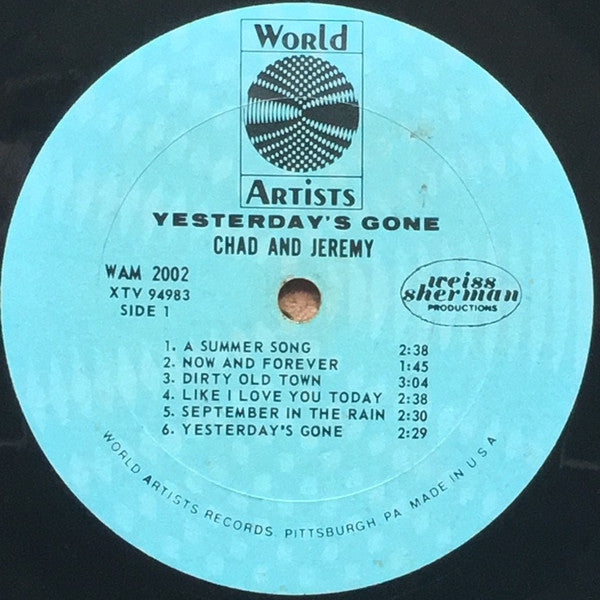 World
Artists
YESTERDAY'S GONE
CHAD AND JEREMY
WAM 2002
XTV 94983
SIDE 1
weiss
sherman
PRODUCTIONS
1. A SUMMER SONG 2:38
2. NOW AND FOREVER 1:45
3. DIRTY OLD TOWN 3:04
4. LIKE I LOVE YOU TODAY 2:38
5. SEPTEMBER IN THE RAIN 2:30
6. YESTERDAY'S GONE 2:29
WORLD ARTISTS RECORDS, PITTSBURGH, PA. MADE IN U S A